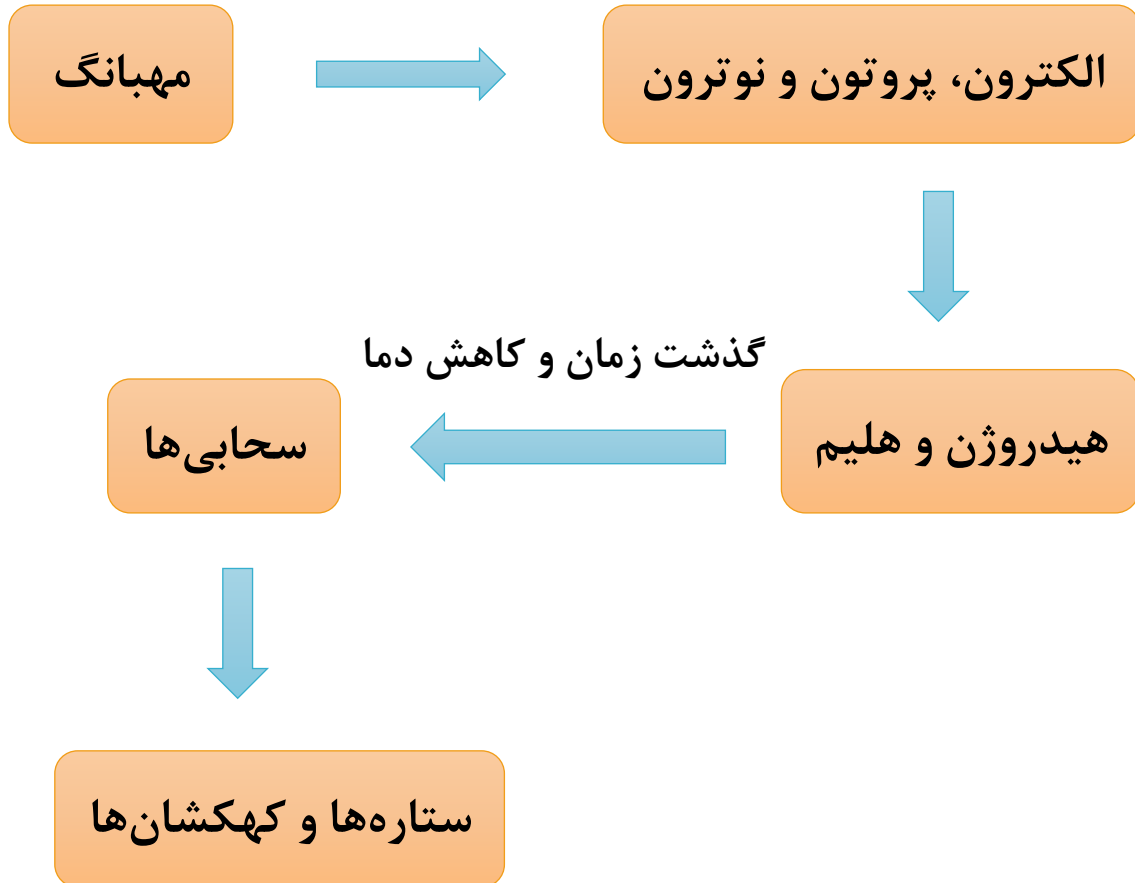 مهبانگ
الکترون، پروتون و نوترون
هیدروژن و هلیم
گذشت زمان و کاهش دما
سحابی‌ها
ستاره‌ها و کهکشان‌ها